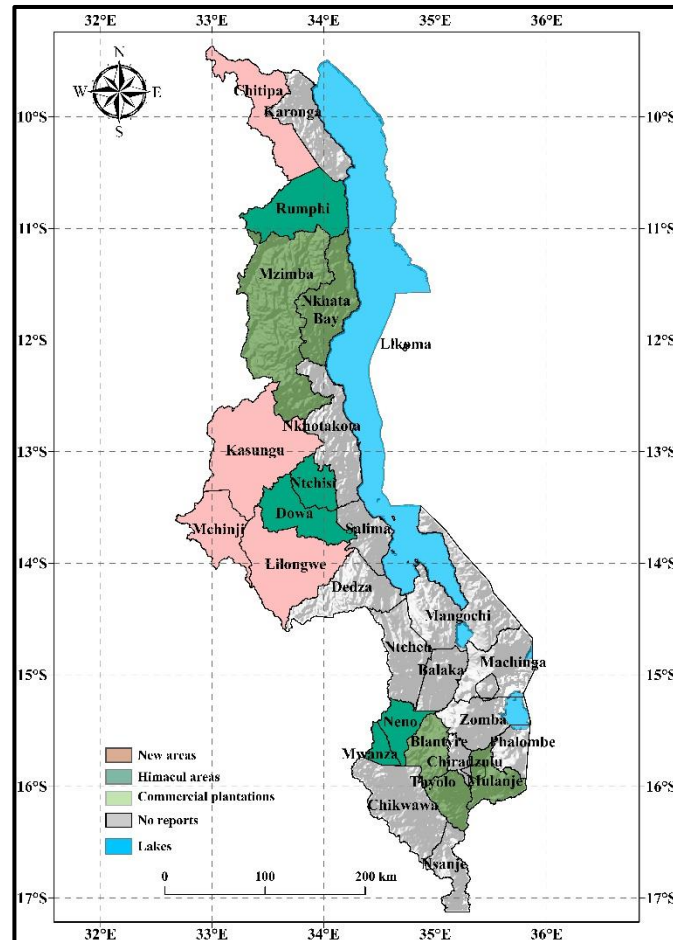 32°E 33°E 34°E 35°E 36°E
N
W E
S
Chitipa
10°S 10°S
Karonga
11°S 11°S
Rumphi
Mzimba
Nkhata
Bay
12°S 12°S
Likoma
Nkhotakota
13°S 13°S
Kasungu
Ntchisi
Dowa
Mchinji
Salima
14°S 14°S
Lilongwe
Dedza
Mangochi
Ntcheu
Machinga
15°S 15°S
Balaka
Neno
Zomba
Blantyre
Phalombe
New areas
Mwanza
Chiradzulu
Himacul areas
16°S 16°S
Thyolo
Mulanje
Commercial plantations
Chikwawa
No reports
Lakes
Nsanje
0 100 200 km
17°S 17°S
32°E 33°E 34°E 35°E 36°E